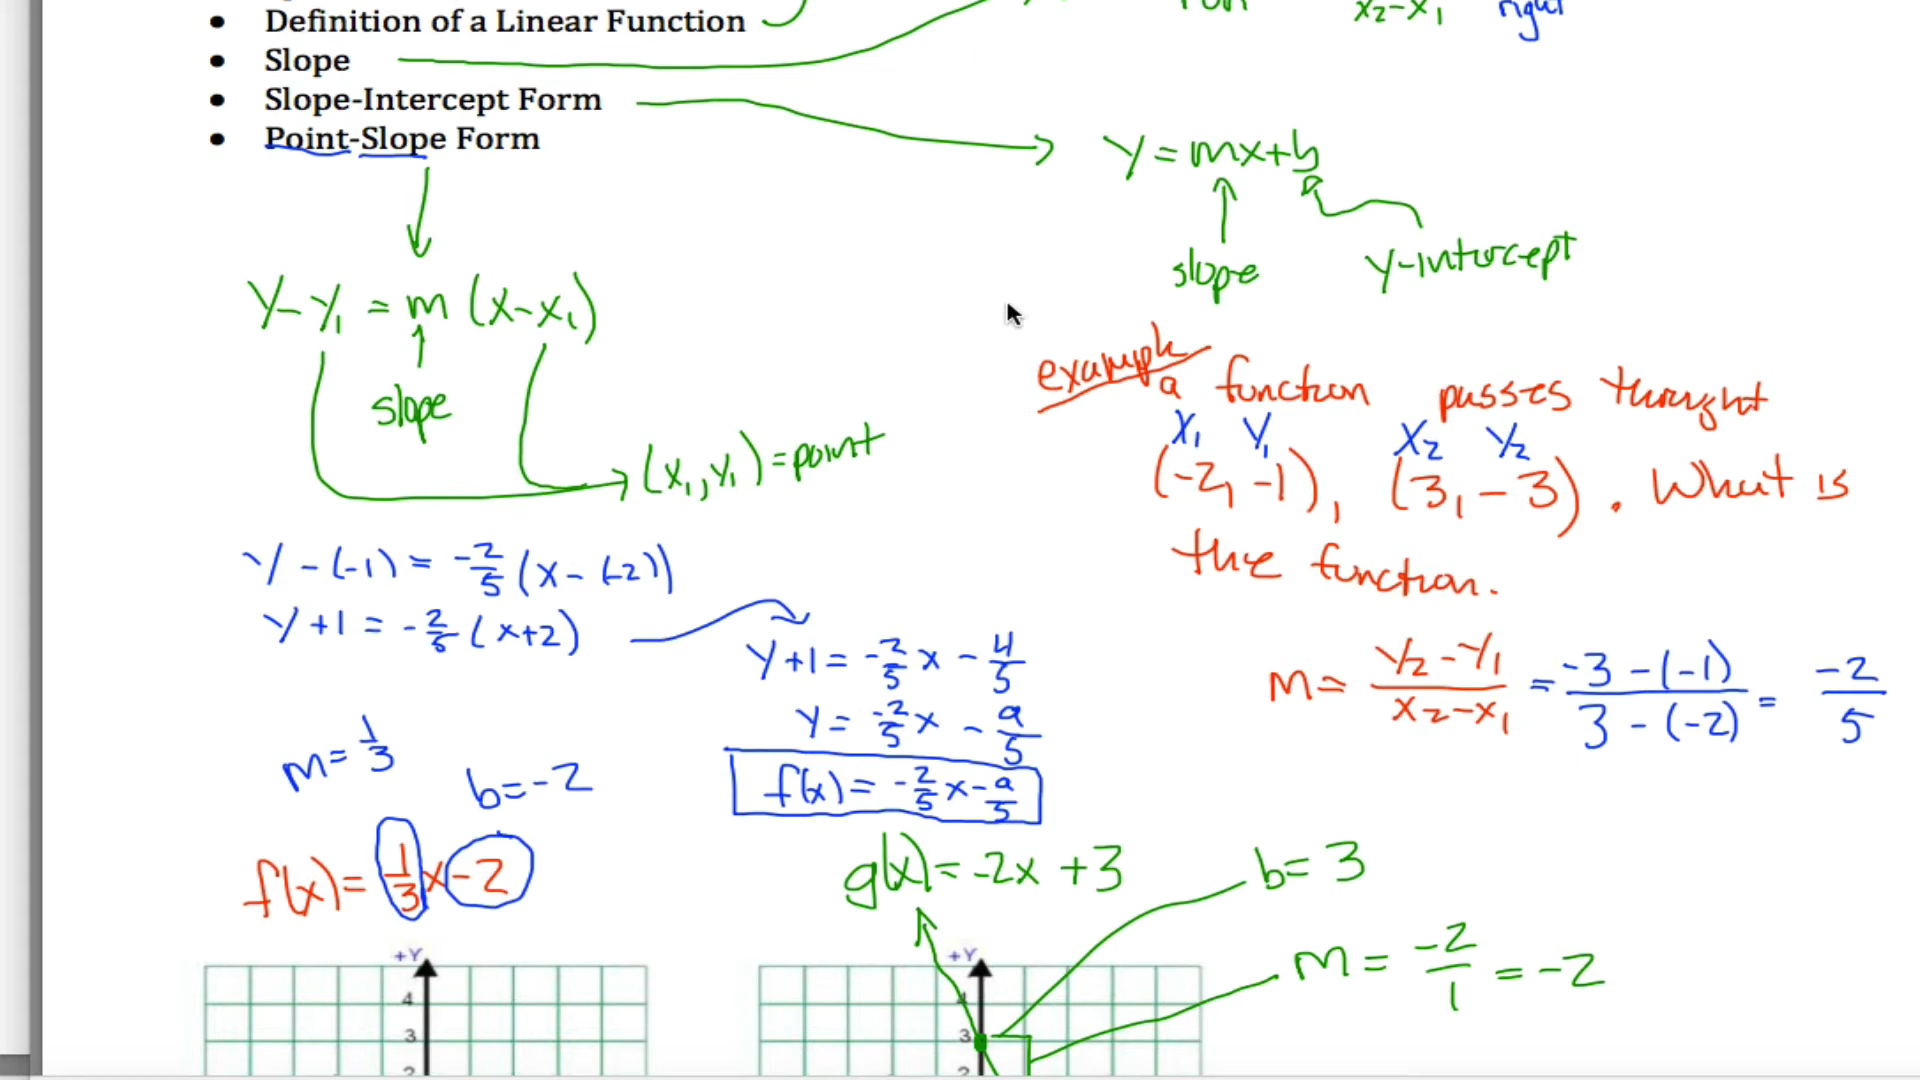 • Definition of a Linear Function
• Slope
• Slope-Intercept Form
• Point-Slope Form
x₂-x₁
y = mx+b
slope
y-intercept
y-y₁ = m (x-x₁)
slope
(x₁,y₁) = point
example
a function passes throught
x₁ y₁ x₂ y₂
(-2, -1), (3, -3). What is
the function.
m = y₂-y₁/x₂-x₁ = -3-(-1)/3-(-2) = -2/5
y-(-1) = -2/5 (x-(-2))
y+1 = -2/5 (x+2)
y+1 = -2/5 x - 4/5
y = -2/5 x - 9/5
f(x) = -2/5 x - 9/5
m = 1/3
b = -2
f(x) = 1/3 x -2
g(x) = -2x +3
b = 3
m = -2/1 = -2
+Y
4
3
2
+Y
4
3
2